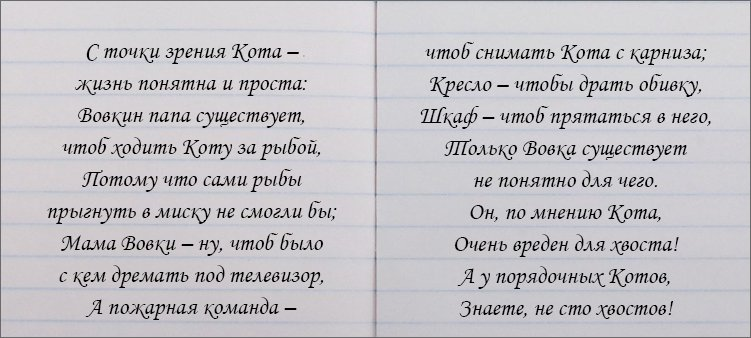 С точки зрения Кота –
жизнь понятна и проста:
Вовкин папа существует,
чтоб ходить Коту за рыбой,
Потому что сами рыбы
прыгнуть в миску не смогли бы;
Мама Вовки – ну, чтоб было
с кем дремать под телевизор,
А пожарная команда –
чтоб снимать Кота с карниза;
Кресло – чтобы драть обивку,
Шкаф – чтоб прятаться в него,
Только Вовка существует
не понятно для чего.
Он, по мнению Кота,
Очень вреден для хвоста!
А у порядочных Котов,
Знаете, не сто хвостов!